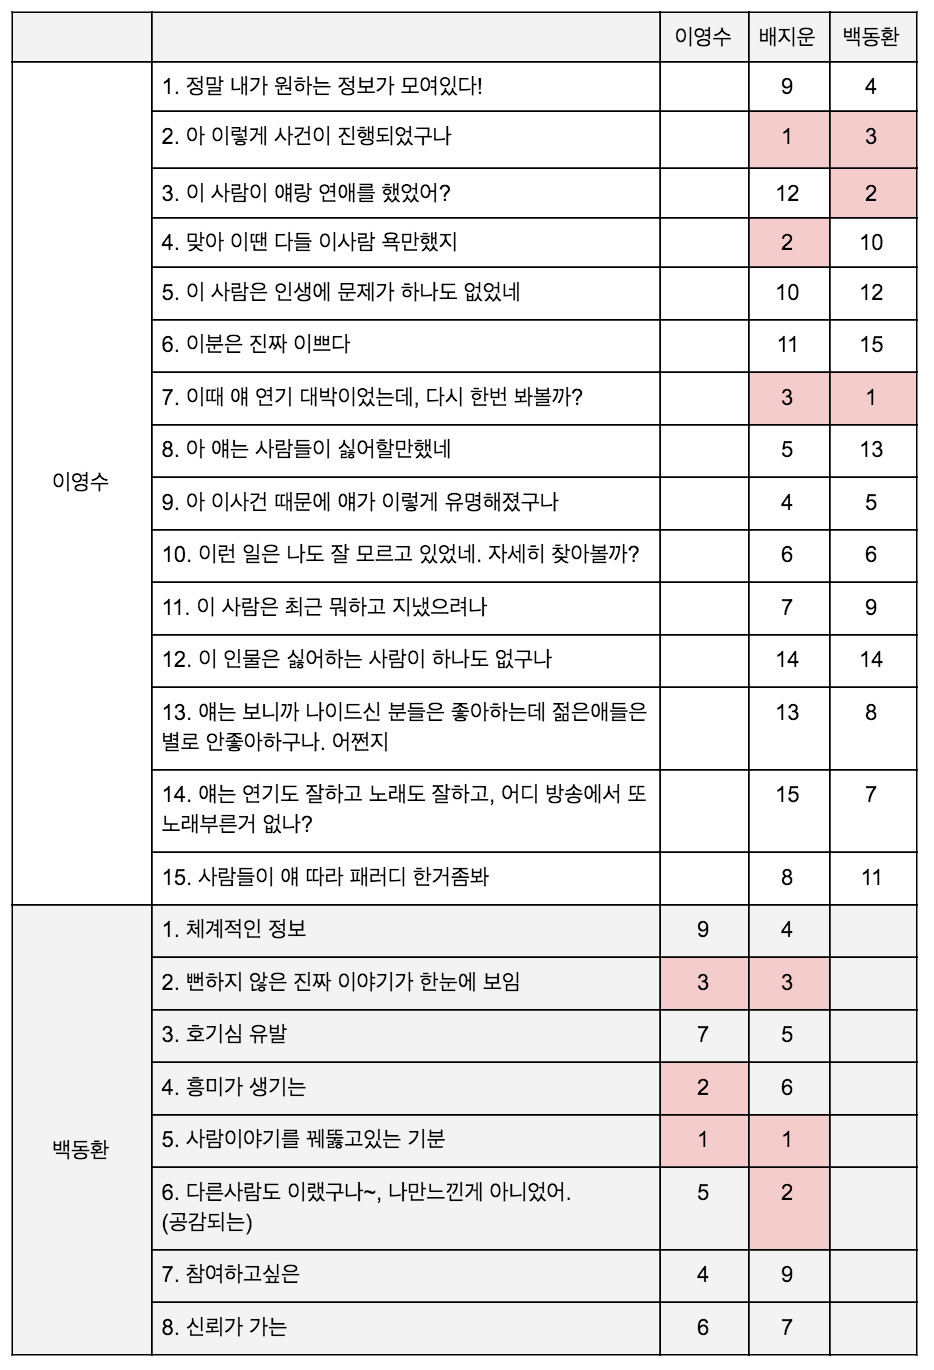 이영수 배지운 백동환
1. 정말 내가 원하는 정보가 모여있다! 9 4
2. 아 이렇게 사건이 진행되었구나 1 3
3. 이 사람이 얘랑 연애를 했었어? 12 2
4. 맞아 이땐 다들 이사람 욕만했지 2 10
5. 이 사람은 인생에 문제가 하나도 없었네 10 12
6. 이분은 진짜 이쁘다 11 15
7. 이때 얘 연기 대박이었는데, 다시 한번 봐볼까? 3 1
8. 아 얘는 사람들이 싫어할만했네 5 13
이영수
9. 아 이사건 때문에 얘가 이렇게 유명해졌구나 4 5
10. 이런 일은 나도 잘 모르고 있었네. 자세히 찾아볼까? 6 6
11. 이 사람은 최근 뭐하고 지냈으려나 7 9
12. 이 인물은 싫어하는 사람이 하나도 없구나 14 14
13. 얘는 보니까 나이드신 분들은 좋아하는데 젊은애들은 13 8
별로 안좋아하구나. 어쩐지
14. 얘는 연기도 잘하고 노래도 잘하고, 어디 방송에서 또 15 7
노래부른거 없나?
15. 사람들이 얘 따라 패러디 한거좀봐 8 11
1. 체계적인 정보 9 4
2. 뻔하지 않은 진짜 이야기가 한눈에 보임 3 3
3. 호기심 유발 7 5
4. 흥미가 생기는 2 6
5. 사람이야기를 꿰뚫고있는 기분 1 1
백동환
6. 다른사람도 이랬구나~, 나만느낀게 아니었어. 5 2
(공감되는)
7. 참여하고싶은 4 9
8. 신뢰가 가는 6 7